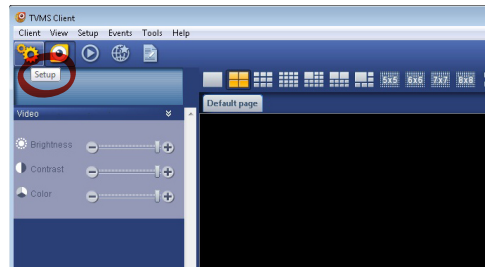 TVMS Client
Client View Setup Events Tools Help
Setup
5x5 6x6 7x7 8x8
Default page
Video
Brightness
Contrast
Color